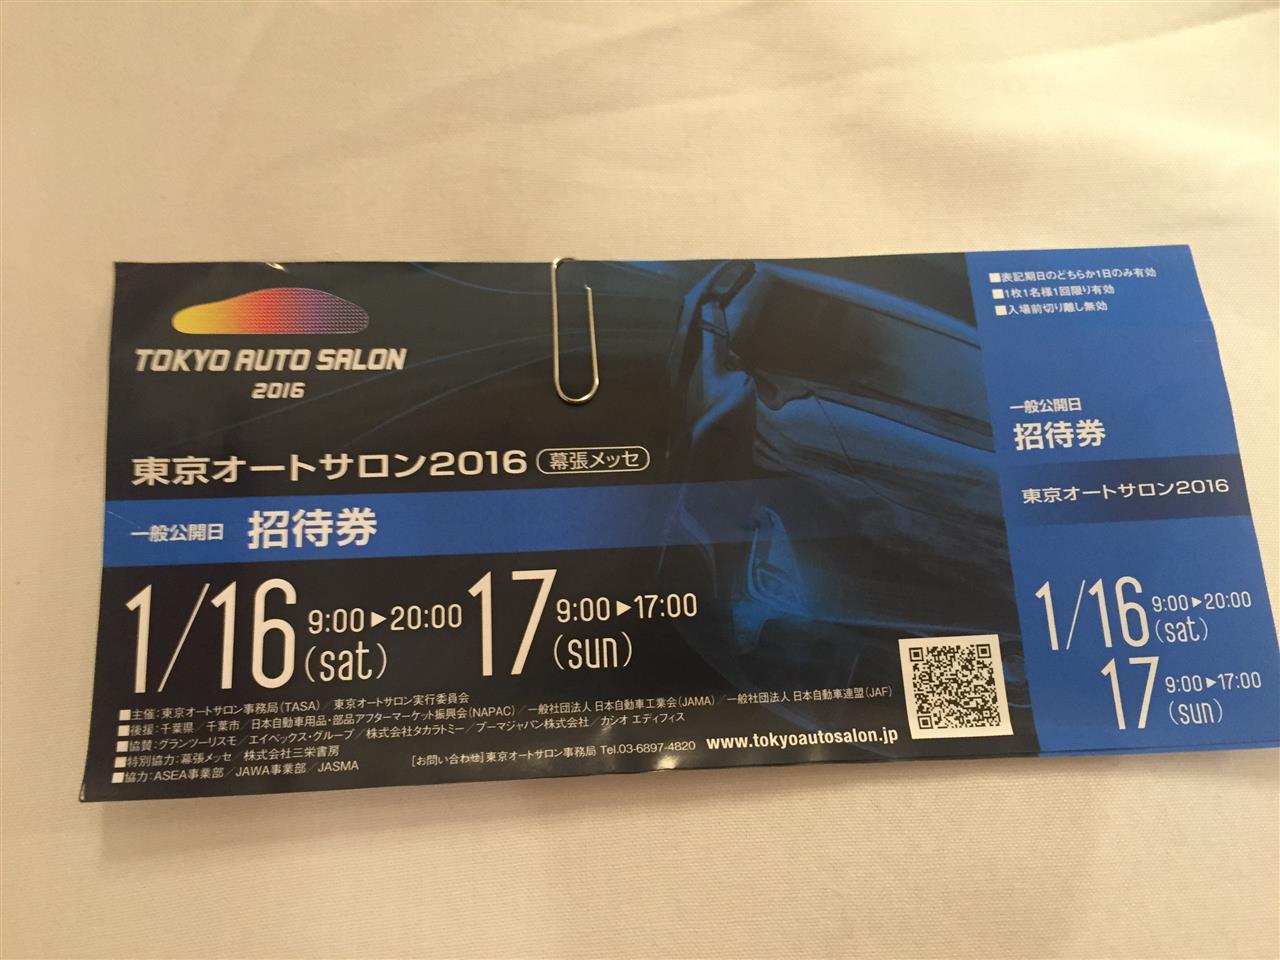 TOKYO AUTO SALON
2016
東京オートサロン2016 幕張メッセ
一般公開日 招待券
1/16 9:00▶20:00 (sat) 17 9:00▶17:00 (sun)
■主催：東京オートサロン事務局(TASA)／東京オートサロン実行委員会
■後援：千葉県／千葉市／日本自動車用品・部品アフターマーケット振興会(NAPAC)／一般社団法人 日本自動車工業会(JAMA)／一般社団法人 日本自動車連盟(JAF)
■協賛：グランツーリスモ／エイベックス・グループ／株式会社タカラトミー／プーマジャパン株式会社／カシオ エディフィス
■特別協力：幕張メッセ／株式会社三栄書房
■協力：ASEA事業部／JAWA事業部／JASMA
[お問い合わせ]東京オートサロン事務局 Tel.03-6897-4820 www.tokyoautosalon.jp
■表記期日のどちらか1日のみ有効
■1枚1名様1回限り有効
■入場前切り離し無効
一般公開日
招待券
東京オートサロン2016
1/16 9:00▶20:00 (sat)
17 9:00▶17:00 (sun)